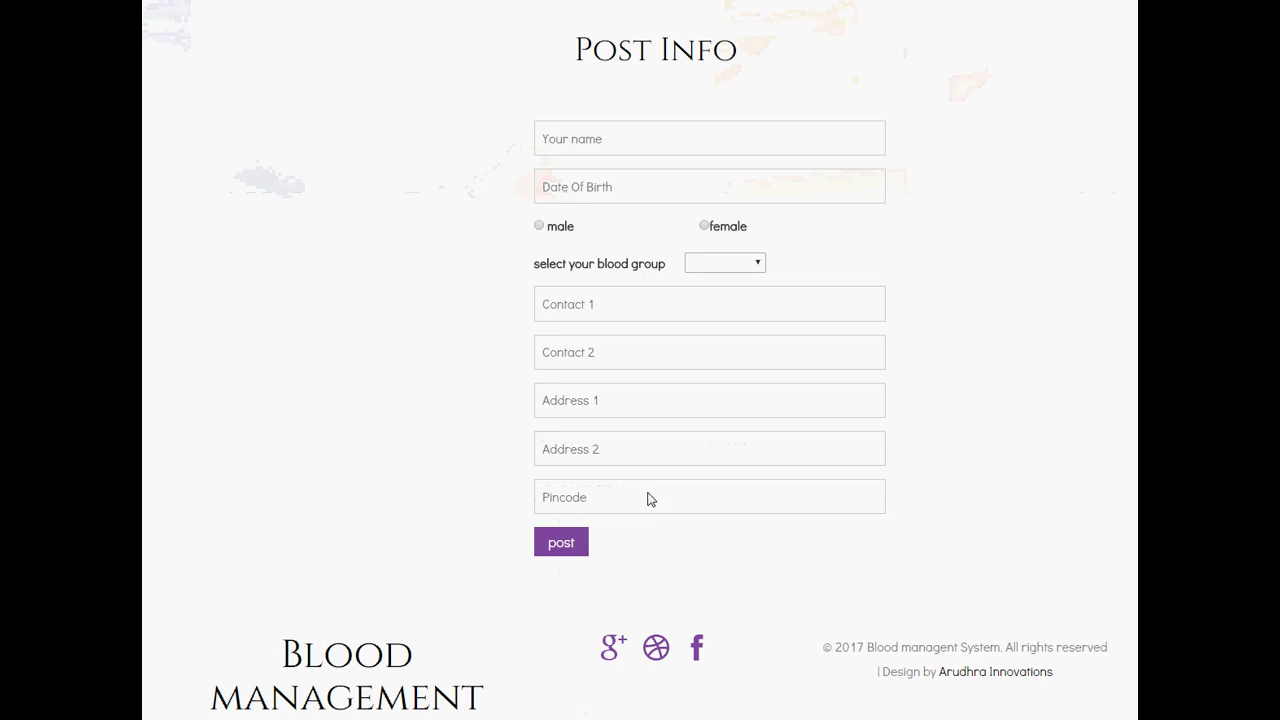 Post Info
Your name
Date Of Birth
male female
select your blood group
Contact 1
Contact 2
Address 1
Address 2
Pincode
post
Blood
management
g+ f
© 2017 Blood managent System. All rights reserved
| Design by Arudhra Innovations